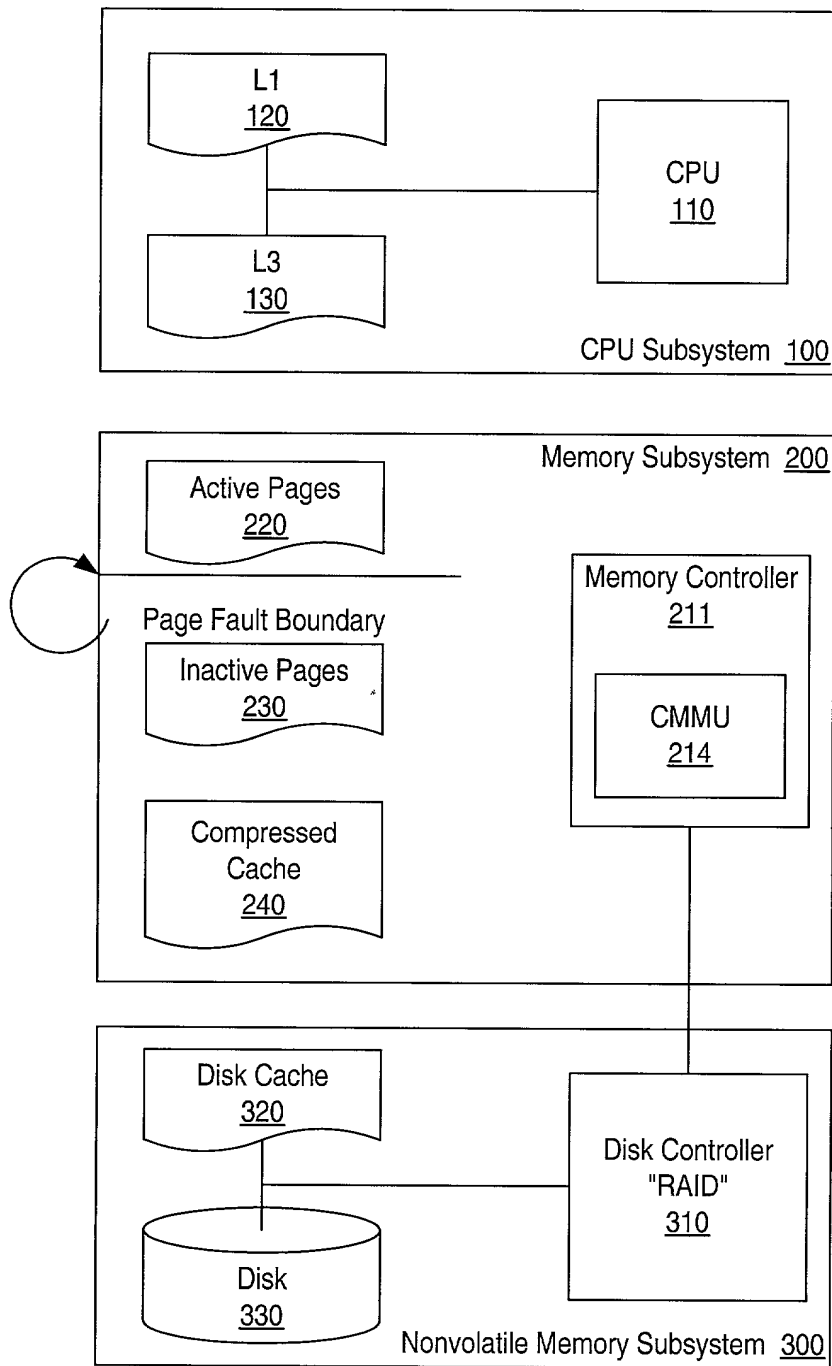 L1
120
CPU
110
L3
130
CPU Subsystem 100
Memory Subsystem 200
Active Pages
220
Memory Controller
211
Page Fault Boundary
Inactive Pages
230
CMMU
214
Compressed
Cache
240
Disk Cache
320
Disk Controller
"RAID"
310
Disk
330
Nonvolatile Memory Subsystem 300